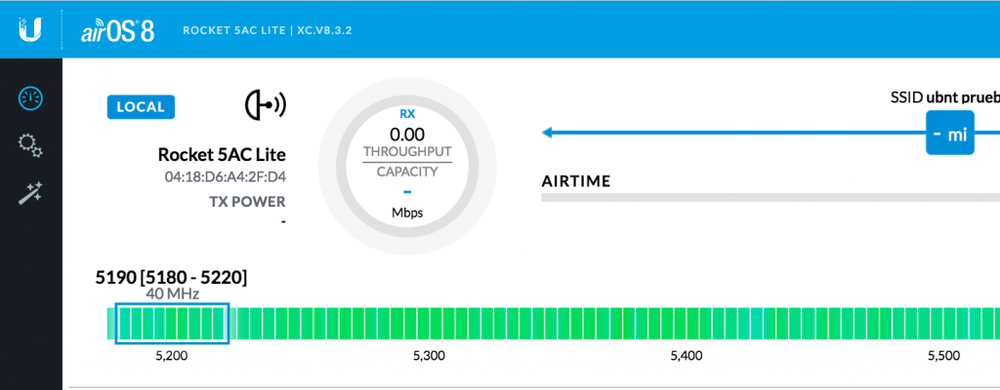 airOS 8
ROCKET 5AC LITE | XC.V8.3.2
LOCAL
Rocket 5AC Lite
04:18:D6:A4:2F:D4
TX POWER
-
RX
0.00
THROUGHPUT
CAPACITY
-
Mbps
SSID ubnt prueb
- mi
AIRTIME
5190 [5180 - 5220]
40 MHz
5,200 5,300 5,400 5,500